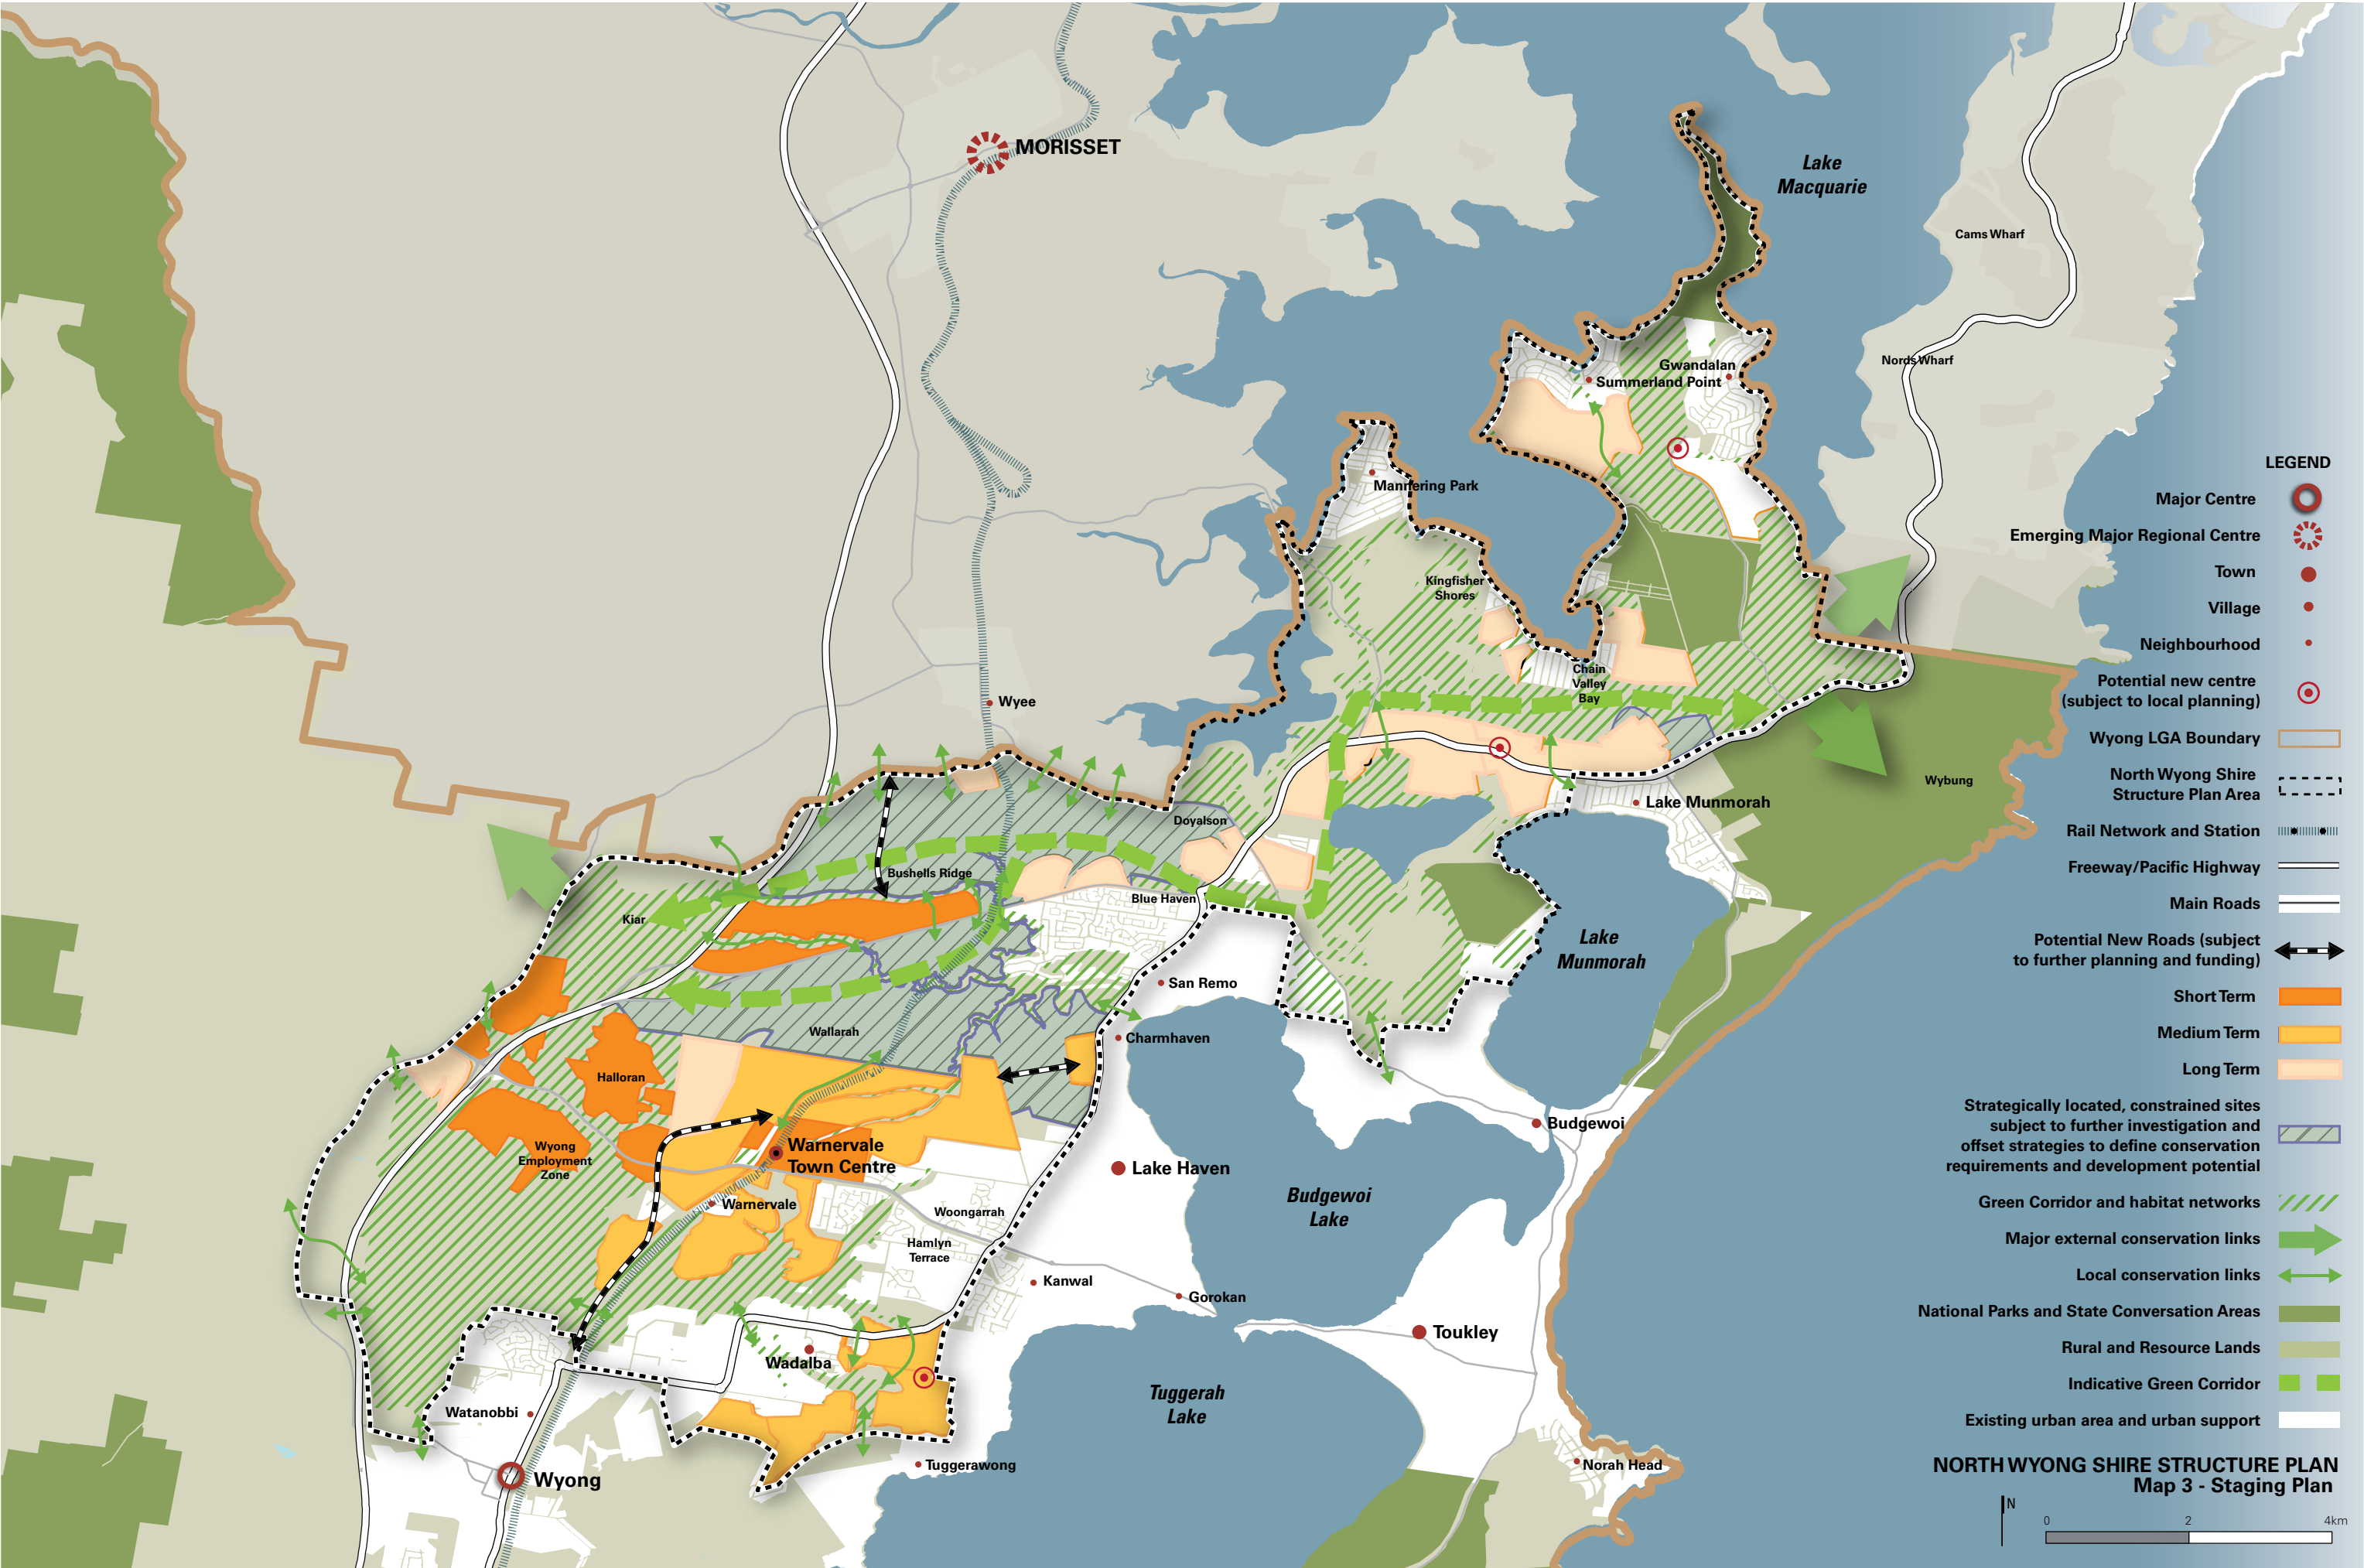 MORISSET
Lake
Macquarie
Cams Wharf
Nords Wharf
Gwandalan
Summerland Point
Mannering Park
Kingfisher
Shores
Chain
Valley
Bay
Wyee
Wybung
Lake Munmorah
Doyalson
Bushells Ridge
Blue Haven
Kiar
Lake
Munmorah
San Remo
Wallarah
Charmhaven
Halloran
Budgewoi
Wyong
Employment
Zone
Warnervale
Town Centre
Lake Haven
Warnervale
Woongarrah
Budgewoi
Lake
Hamlyn
Terrace
Kanwal
Gorokan
Toukley
Wadalba
Tuggerah
Lake
Watanobbi
Tuggerawong
Norah Head
Wyong
LEGEND
Major Centre
Emerging Major Regional Centre
Town
Village
Neighbourhood
Potential new centre
(subject to local planning)
Wyong LGA Boundary
North Wyong Shire
Structure Plan Area
Rail Network and Station
Freeway/Pacific Highway
Main Roads
Potential New Roads (subject
to further planning and funding)
Short Term
Medium Term
Long Term
Strategically located, constrained sites
subject to further investigation and
offset strategies to define conservation
requirements and development potential
Green Corridor and habitat networks
Major external conservation links
Local conservation links
National Parks and State Conversation Areas
Rural and Resource Lands
Indicative Green Corridor
Existing urban area and urban support
NORTH WYONG SHIRE STRUCTURE PLAN
Map 3 - Staging Plan
N
0 2 4km